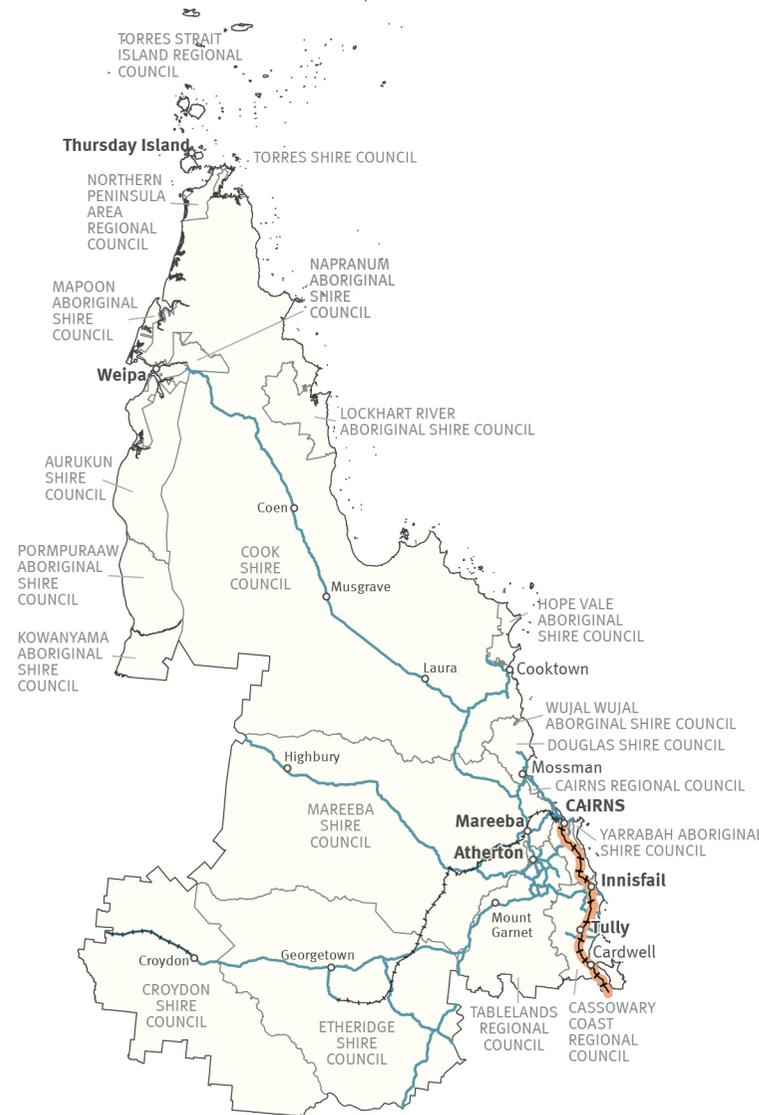 TORRES STRAIT
ISLAND REGIONAL
COUNCIL
Thursday Island
TORRES SHIRE COUNCIL
NORTHERN
PENINSULA
AREA
REGIONAL
COUNCIL
NAPRANUM
ABORIGINAL
SHIRE
COUNCIL
MAPOON
ABORIGINAL
SHIRE
COUNCIL
Weipa
LOCKHART RIVER
ABORIGINAL SHIRE COUNCIL
AURUKUN
SHIRE
COUNCIL
Coen
COOK
SHIRE
COUNCIL
PORMPURAAW
ABORIGINAL
SHIRE
COUNCIL
Musgrave
HOPE VALE
ABORIGINAL
SHIRE COUNCIL
KOWANYAMA
ABORIGINAL
SHIRE
COUNCIL
Laura
Cooktown
WUJAL WUJAL
ABORGINAL SHIRE COUNCIL
DOUGLAS SHIRE COUNCIL
Highbury
Mossman
CAIRNS REGIONAL COUNCIL
CAIRNS
MAREEBA
SHIRE
COUNCIL
Mareeba
YARRABAH ABORIGINAL
SHIRE COUNCIL
Atherton
Innisfail
Mount
Garnet
Tully
Cardwell
Croydon
Georgetown
CROYDON
SHIRE
COUNCIL
ETHERIDGE
SHIRE
COUNCIL
TABLELANDS
REGIONAL
COUNCIL
CASSOWARY
COAST
REGIONAL
COUNCIL